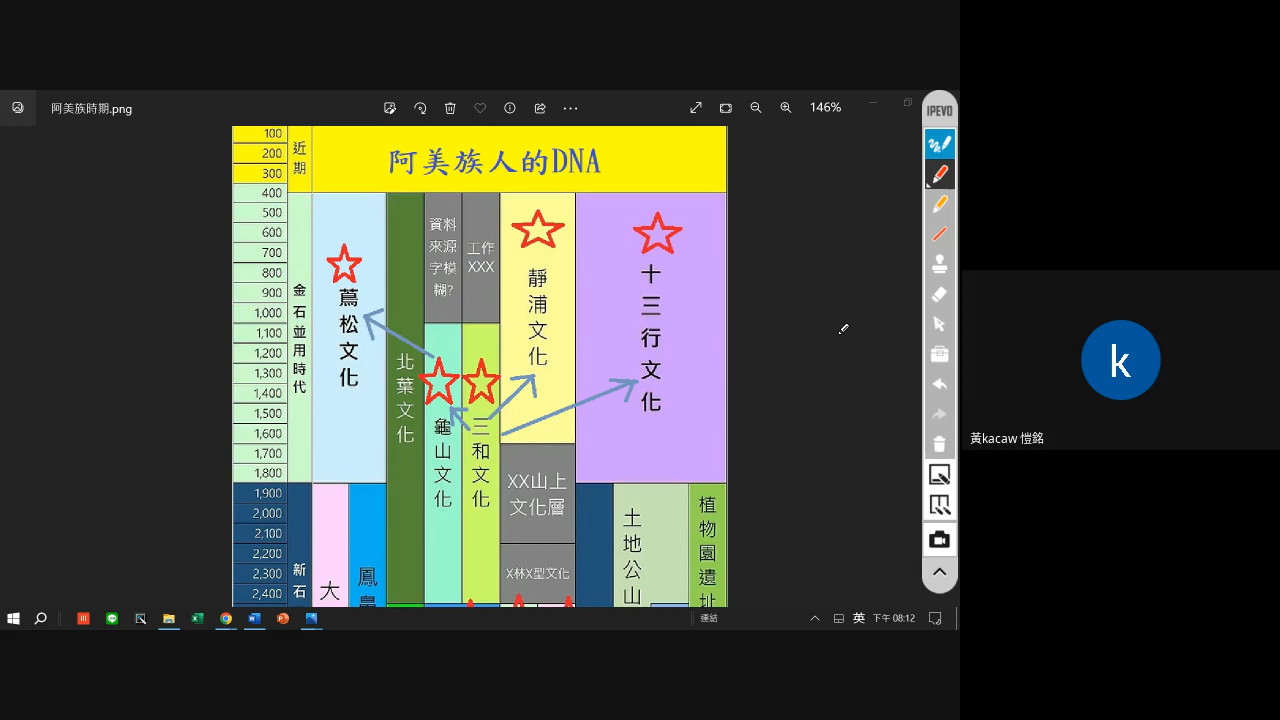 阿美族時期.png
146%
IPEVO
100
200
300
400
500
600
700
800
900
1,000
1,100
1,200
1,300
1,400
1,500
1,600
1,700
1,800
1,900
2,000
2,100
2,200
2,300
2,400
近期
金石並用時代
新石
阿美族人的DNA
蔦松文化
北葉文化
資料
來源
字模
糊?
工作
XXX
龜山文化
三和文化
靜浦文化
十三行文化
XX山上
文化層
X林X型文化
大
鳳鼻
土地公山
植物園遺址
黃kacaw 愷銘
k
連結
英
下午 08:12